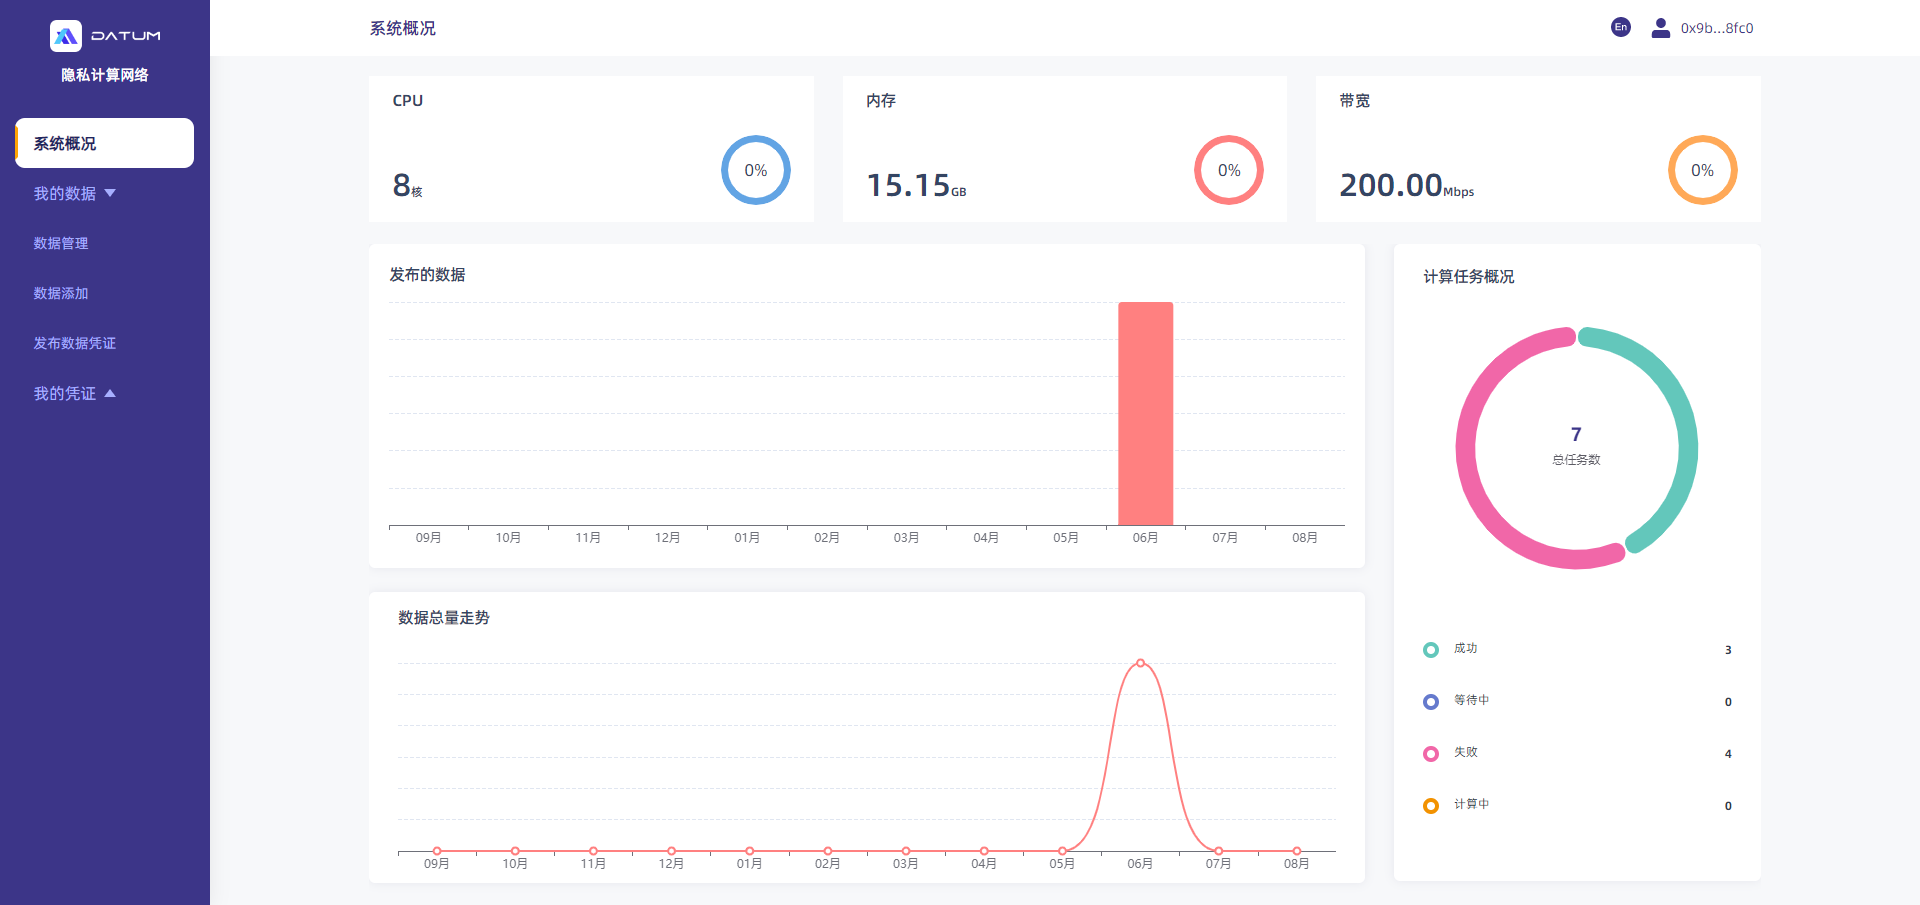 DATUM
隐私计算网络
系统概况
我的数据
数据管理
数据添加
发布数据凭证
我的凭证
系统概况
En
0x9b...8fc0
CPU
8核
0%
内存
15.15GB
0%
带宽
200.00Mbps
0%
发布的数据
09月 10月 11月 12月 01月 02月 03月 04月 05月 06月 07月 08月
数据总量走势
09月 10月 11月 12月 01月 02月 03月 04月 05月 06月 07月 08月
计算任务概况
7
总任务数
成功 3
等待中 0
失败 4
计算中 0